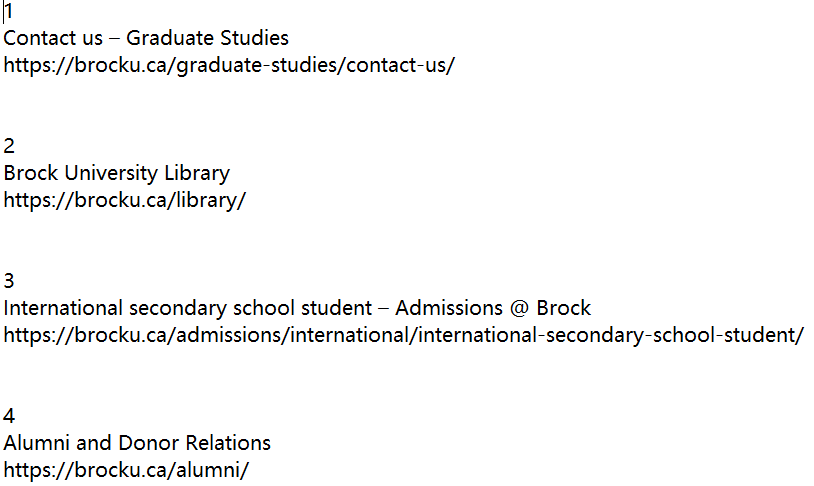 1
Contact us – Graduate Studies
https://brocku.ca/graduate-studies/contact-us/
2
Brock University Library
https://brocku.ca/library/
3
International secondary school student – Admissions @ Brock
https://brocku.ca/admissions/international/international-secondary-school-student/
4
Alumni and Donor Relations
https://brocku.ca/alumni/